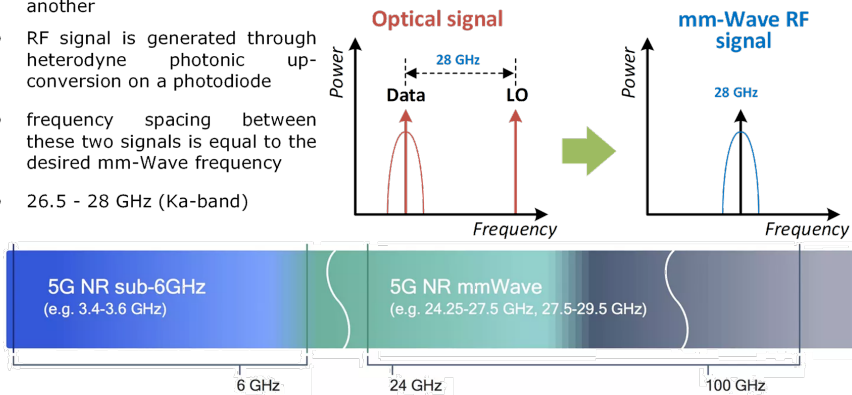 another
• RF signal is generated through
heterodyne photonic up-
conversion on a photodiode
• frequency spacing between
these two signals is equal to the
desired mm-Wave frequency
• 26.5 - 28 GHz (Ka-band)
Optical signal
Power
28 GHz
Data
LO
Frequency
mm-Wave RF
signal
Power
28 GHz
Frequency
5G NR sub-6GHz
(e.g. 3.4-3.6 GHz)
5G NR mmWave
(e.g. 24.25-27.5 GHz, 27.5-29.5 GHz)
6 GHz
24 GHz
100 GHz